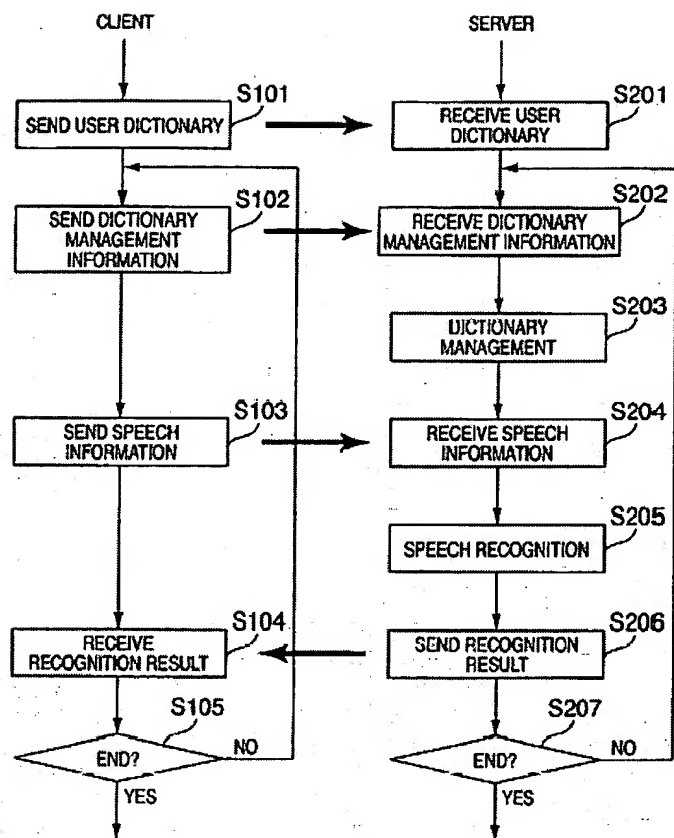 CLIENT
SERVER
S101
SEND USER DICTIONARY
S201
RECEIVE USER
DICTIONARY
S102
SEND DICTIONARY
MANAGEMENT
INFORMATION
S202
RECEIVE DICTIONARY
MANAGEMENT INFORMATION
S203
DICTIONARY
MANAGEMENT
S103
SEND SPEECH
INFORMATION
S204
RECEIVE SPEECH
INFORMATION
S205
SPEECH RECOGNITION
S104
RECEIVE
RECOGNITION RESULT
S206
SEND RECOGNITION
RESULT
S105
END?
NO
YES
S207
END?
NO
YES